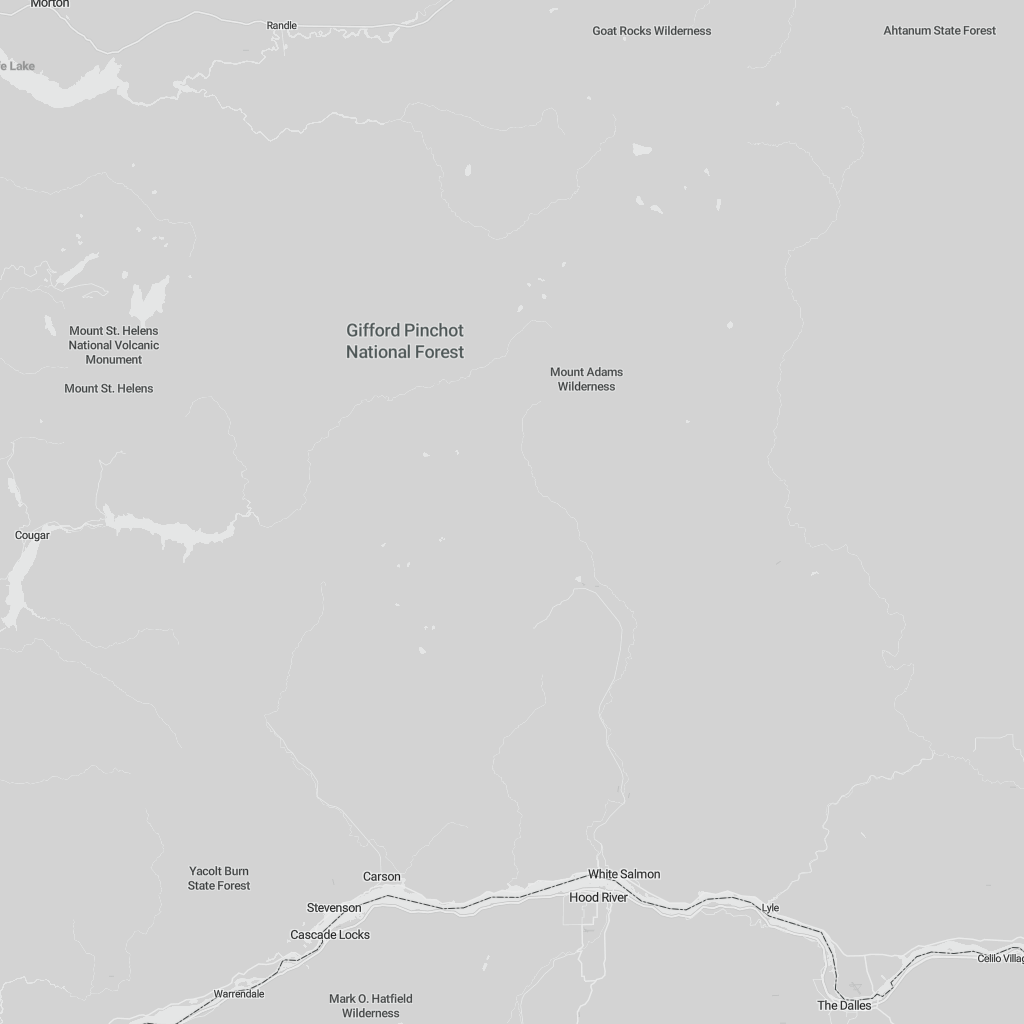 Morton
Randle
Goat Rocks Wilderness
Ahtanum State Forest
e Lake
Mount St. Helens
National Volcanic
Monument
Mount St. Helens
Gifford Pinchot
National Forest
Mount Adams
Wilderness
Cougar
Yacolt Burn
State Forest
Carson
White Salmon
Hood River
Stevenson
Lyle
Cascade Locks
Celilo Villag
Warrendale
Mark O. Hatfield
Wilderness
The Dalles